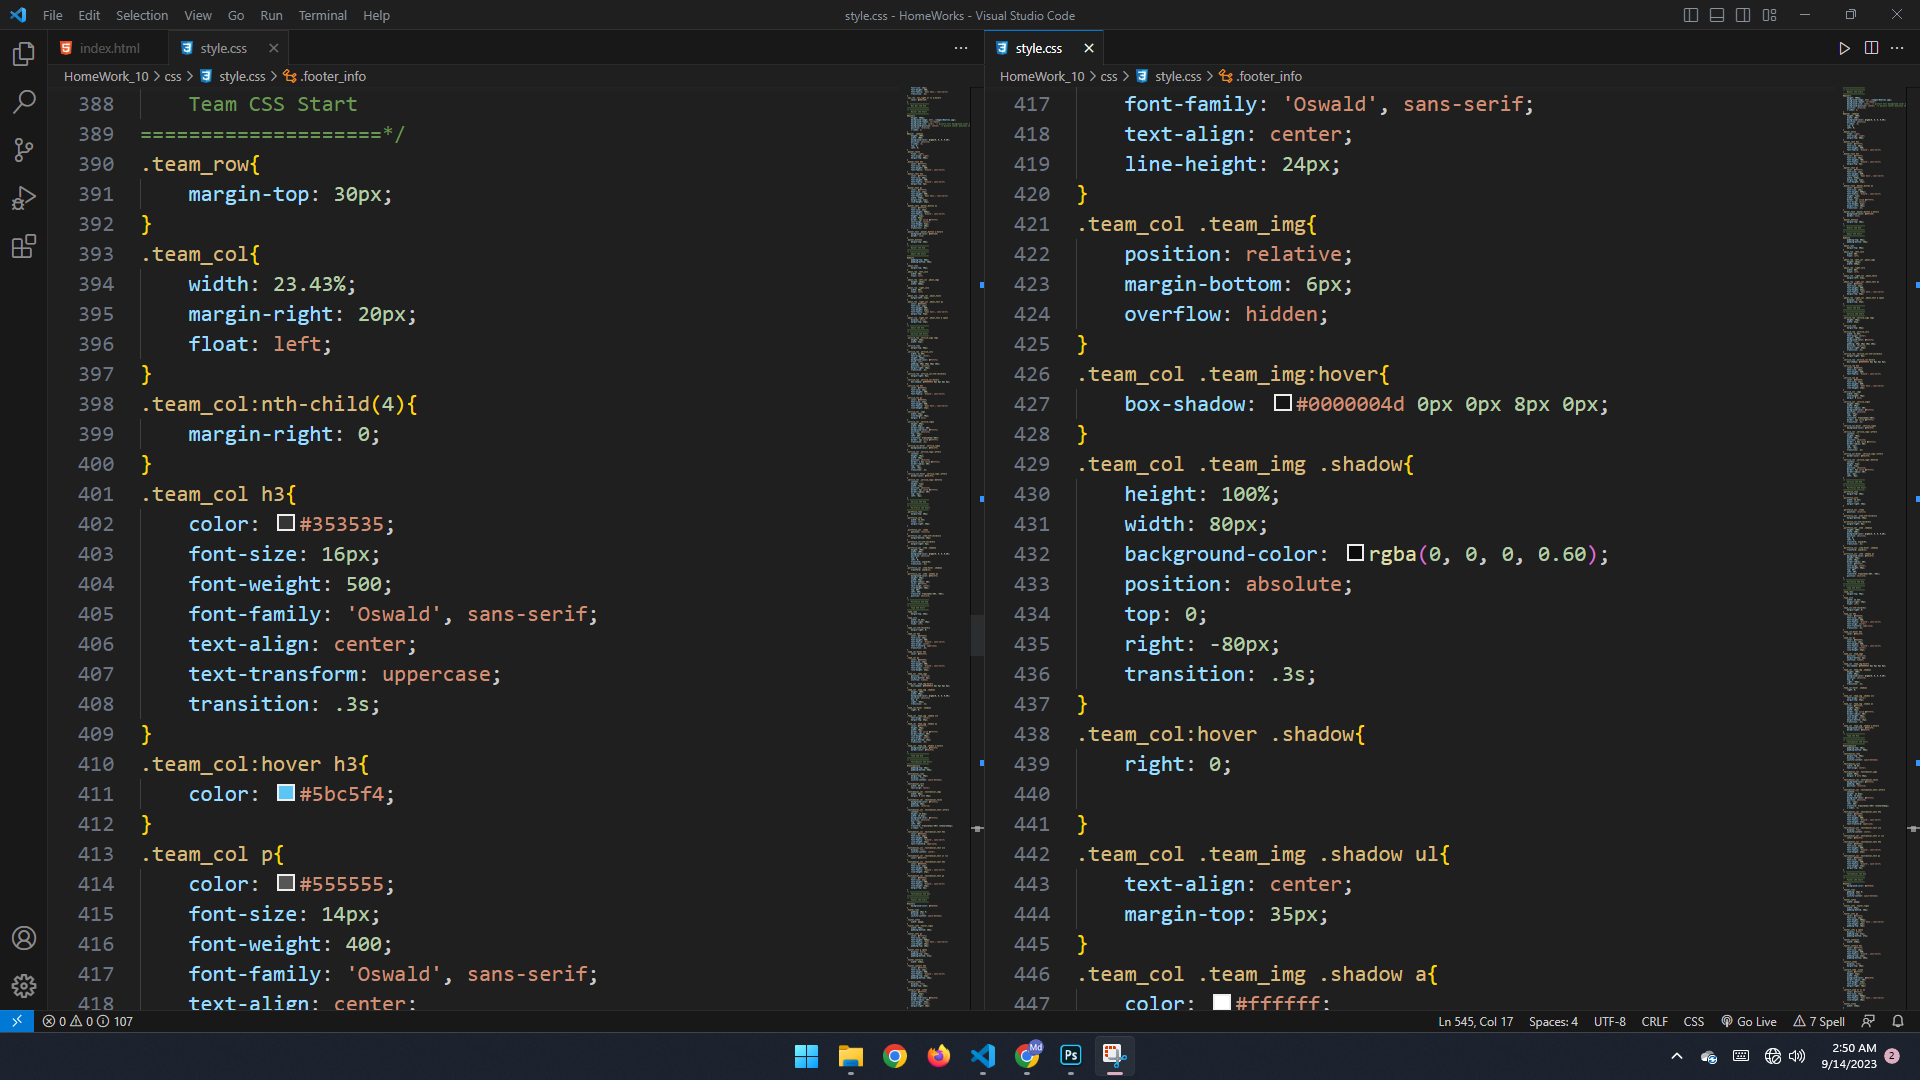 File Edit Selection View Go Run Terminal Help
style.css - HomeWorks - Visual Studio Code
index.html
style.css
HomeWork_10 > css > style.css > .footer_info
388 Team CSS Start
389 ====================*/
390 .team_row{
391 margin-top: 30px;
392 }
393 .team_col{
394 width: 23.43%;
395 margin-right: 20px;
396 float: left;
397 }
398 .team_col:nth-child(4){
399 margin-right: 0;
400 }
401 .team_col h3{
402 color: #353535;
403 font-size: 16px;
404 font-weight: 500;
405 font-family: 'Oswald', sans-serif;
406 text-align: center;
407 text-transform: uppercase;
408 transition: .3s;
409 }
410 .team_col:hover h3{
411 color: #5bc5f4;
412 }
413 .team_col p{
414 color: #555555;
415 font-size: 14px;
416 font-weight: 400;
417 font-family: 'Oswald', sans-serif;
418 text-align: center;
style.css
HomeWork_10 > css > style.css > .footer_info
417 font-family: 'Oswald', sans-serif;
418 text-align: center;
419 line-height: 24px;
420 }
421 .team_col .team_img{
422 position: relative;
423 margin-bottom: 6px;
424 overflow: hidden;
425 }
426 .team_col .team_img:hover{
427 box-shadow: #0000004d 0px 0px 8px 0px;
428 }
429 .team_col .team_img .shadow{
430 height: 100%;
431 width: 80px;
432 background-color: rgba(0, 0, 0, 0.60);
433 position: absolute;
434 top: 0;
435 right: -80px;
436 transition: .3s;
437 }
438 .team_col:hover .shadow{
439 right: 0;
440
441 }
442 .team_col .team_img .shadow ul{
443 text-align: center;
444 margin-top: 35px;
445 }
446 .team_col .team_img .shadow a{
447 color: #ffffff;
0 0 107
Ln 545, Col 17 Spaces: 4 UTF-8 CRLF CSS Go Live 7 Spell
Md
Ps
2:50 AM
9/14/2023
2